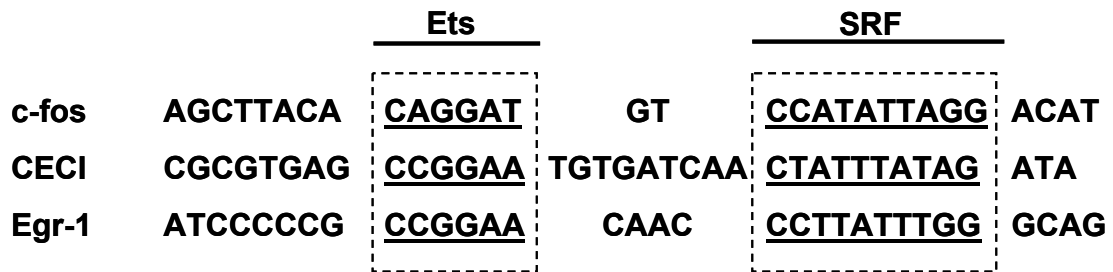 Ets SRF
c-fos AGCTTACA CAGGAT GT CCATATTAGG ACAT
CECI CGCGTGAG CCGGAA TGTGATCAA CTATTTATAG ATA
Egr-1 ATCCCCCG CCGGAA CAAC CCTTATTTGG GCAG